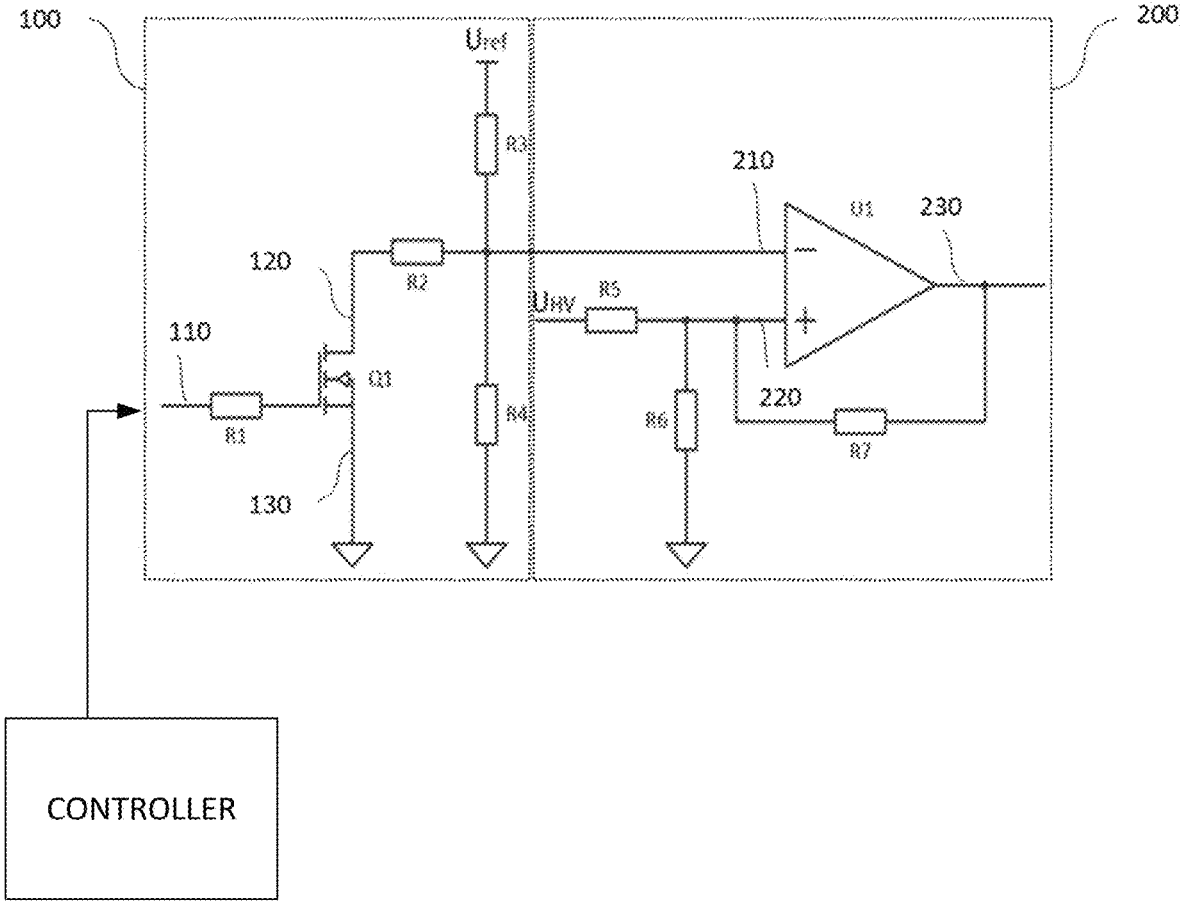 100
200
Uref
R3
210
U1
230
120
R2
UHV
R5
110
Q1
220
R1
R4
R6
R7
130
CONTROLLER